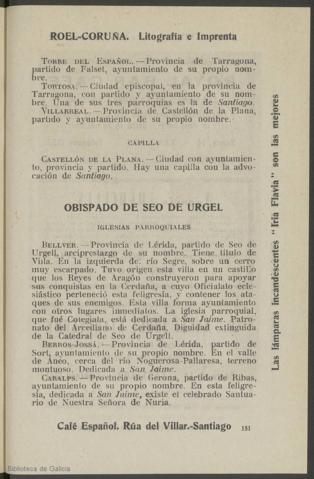 ROEL-CORUÑA. Litografía e Imprenta
TORRE DEL ESPAÑOL. — Provincia de Tarragona,
partido de Falset, ayuntamiento de su propio nom-
bre.
TORTOSA. — Ciudad episcopal, en la provincia de
Tarragona, con partido y ayuntamiento de su nom-
bre. Una de sus tres parroquias es la de Santiago.
VILLARREAL. — Provincia de Castellón de la Plana,
partido y ayuntamiento de su propio nombre.
CAPILLA
CASTELLÓN DE LA PLANA. — Ciudad con ayuntamien-
to, provincia y partido. Hay una capilla con la advo-
cación de Santiago.
OBISPADO DE SEO DE URGEL
IGLESIAS PARROQUIALES
BELLVER. — Provincia de Lérida, partido de Seo de
Urgell, arciprestazgo de su nombre. Tiene título de
Villa. En la izquierda del río Segre, sobre un cerro
muy escarpado. Tuvo origen esta villa en un castillo
que los Reyes de Aragón construyeron para apoyar
sus conquistas en la Cerdaña, a cuyo Oficialato ecle-
siástico perteneció esta feligresía, y contener los ata-
ques de sus enemigos. Esta villa forma ayuntamiento
con otros lugares inmediatos. La iglesia parroquial,
que fué Colegiata, está dedicada a San Jaime. Patro-
nato del Arcediano de Cerdaña, Dignidad extinguida
de la Catedral de Seo de Urgell.
BERROS-JOSSÁ. — Provincia de Lérida, partido de
Sort, ayuntamiento de su propio nombre. En el valle
de Aneo, cerca del río Noguerosa-Pallaresa, terreno
montuoso. Dedicada a San Jaime.
CARALPS. — Provincia de Gerona, partido de Ribas,
ayuntamiento de su propio nombre. En esta feligre-
sía, dedicada a San Jaime, existe el celebrado Santua-
rio de Nuestra Señora de Nuria.
Café Español. Rúa del Villar.-Santiago 151
Las lámparas incandescentes "Iria Flavia" son las mejores
Biblioteca de Galicia